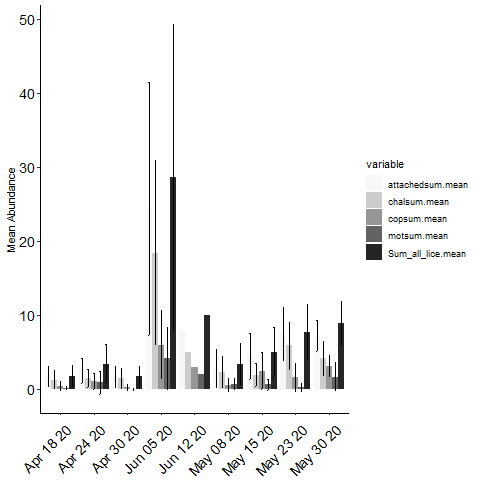 50
40
30
20
10
0
Mean Abundance
Apr 18 20
Apr 24 20
Apr 30 20
Jun 05 20
Jun 12 20
May 08 20
May 15 20
May 23 20
May 30 20
variable
attachedsum.mean
chalsum.mean
copsum.mean
motsum.mean
Sum_all_lice.mean